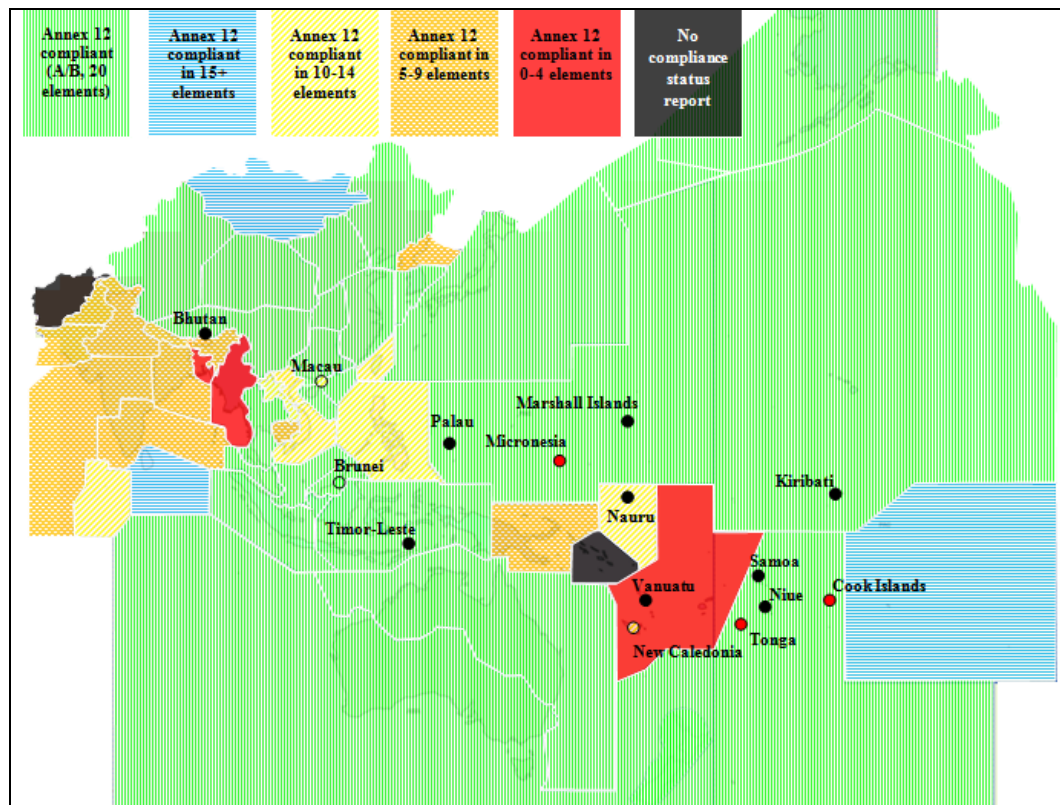 Annex 12
compliant
(A/B, 20
elements)
Annex 12
compliant
in 15+
elements
Annex 12
compliant
in 10-14
elements
Annex 12
compliant in
5-9 elements
Annex 12
compliant in
0-4 elements
No
compliance
status
report
Bhutan
Macau
Marshall Islands
Palau
Micronesia
Brunei
Kiribati
Nauru
Timor-Leste
Samoa
Vanuatu
Cook Islands
Niue
Tonga
New Caledonia